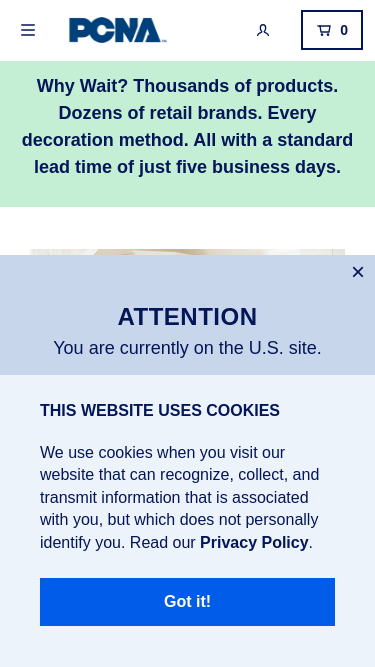 PCNA
0
Why Wait? Thousands of products.
Dozens of retail brands. Every
decoration method. All with a standard
lead time of just five business days.
ATTENTION
You are currently on the U.S. site.
THIS WEBSITE USES COOKIES
We use cookies when you visit our
website that can recognize, collect, and
transmit information that is associated
with you, but which does not personally
identify you. Read our Privacy Policy.
Got it!